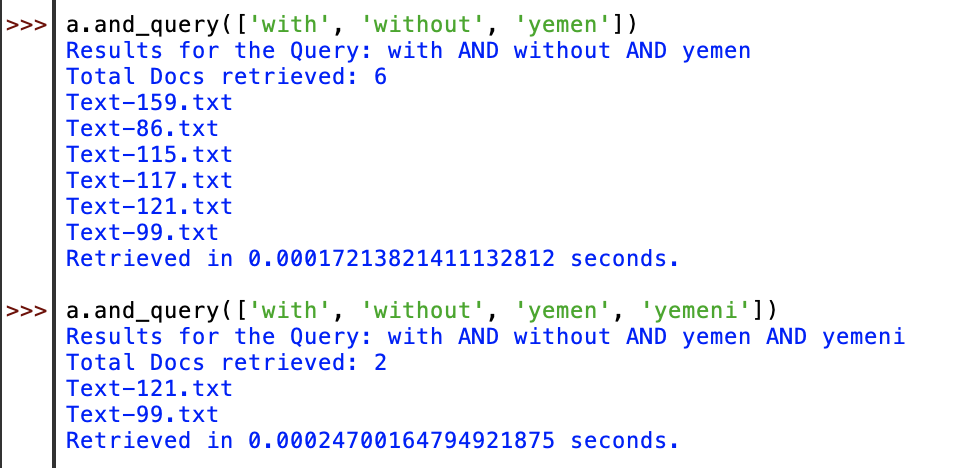 >>> a.and_query(['with', 'without', 'yemen'])
Results for the Query: with AND without AND yemen
Total Docs retrieved: 6
Text-159.txt
Text-86.txt
Text-115.txt
Text-117.txt
Text-121.txt
Text-99.txt
Retrieved in 0.00017213821411132812 seconds.
>>> a.and_query(['with', 'without', 'yemen', 'yemeni'])
Results for the Query: with AND without AND yemen AND yemeni
Total Docs retrieved: 2
Text-121.txt
Text-99.txt
Retrieved in 0.00024700164794921875 seconds.